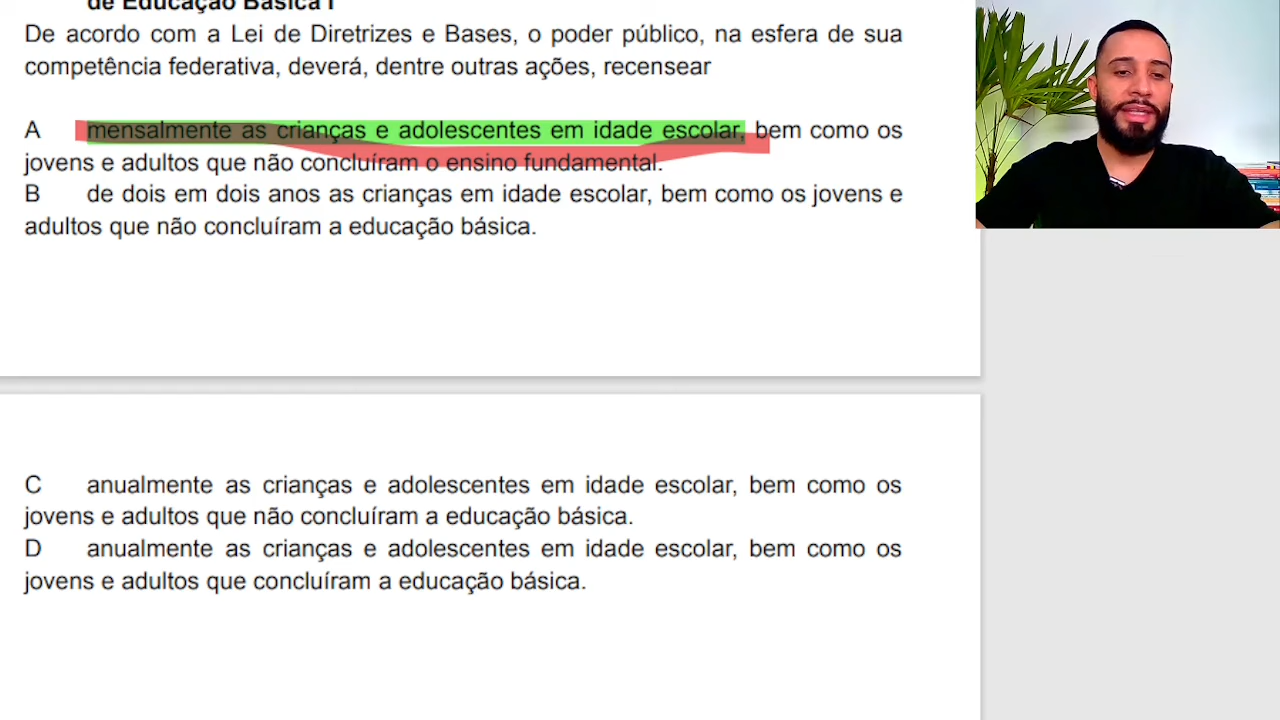 de Educação Básica I
De acordo com a Lei de Diretrizes e Bases, o poder público, na esfera de sua
competência federativa, deverá, dentre outras ações, recensear
A mensalmente as crianças e adolescentes em idade escolar, bem como os
jovens e adultos que não concluíram o ensino fundamental.
B de dois em dois anos as crianças em idade escolar, bem como os jovens e
adultos que não concluíram a educação básica.
C anualmente as crianças e adolescentes em idade escolar, bem como os
jovens e adultos que não concluíram a educação básica.
D anualmente as crianças e adolescentes em idade escolar, bem como os
jovens e adultos que concluíram a educação básica.